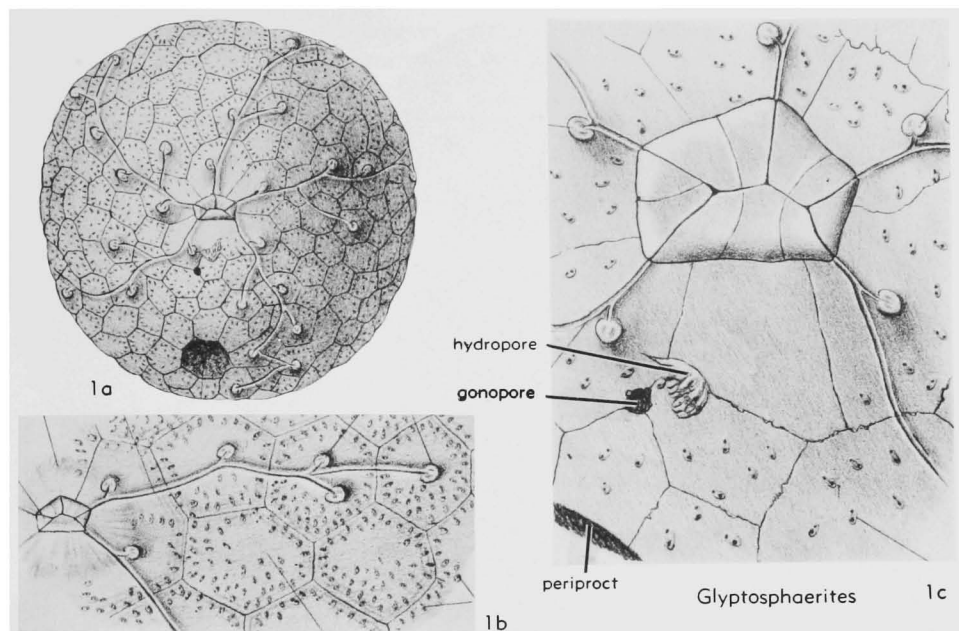 1a
hydropore
gonopore
periproct
Glyptosphaerites
1c
1b